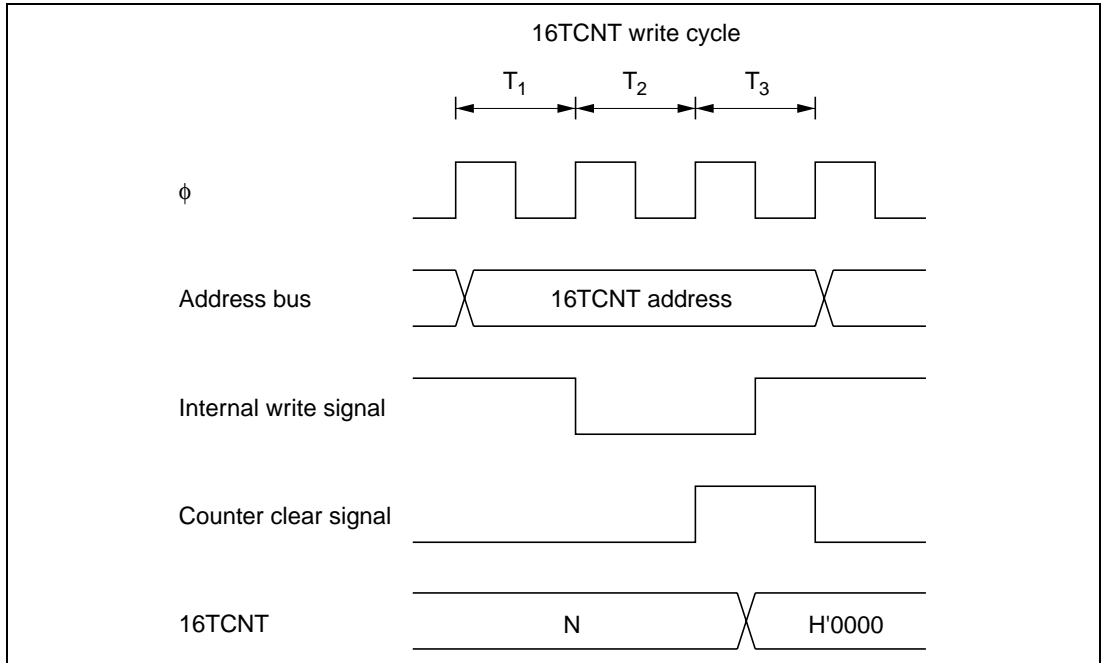 16TCNT write cycle
T1 T2 T3
φ
Address bus 16TCNT address
Internal write signal
Counter clear signal
16TCNT N H'0000